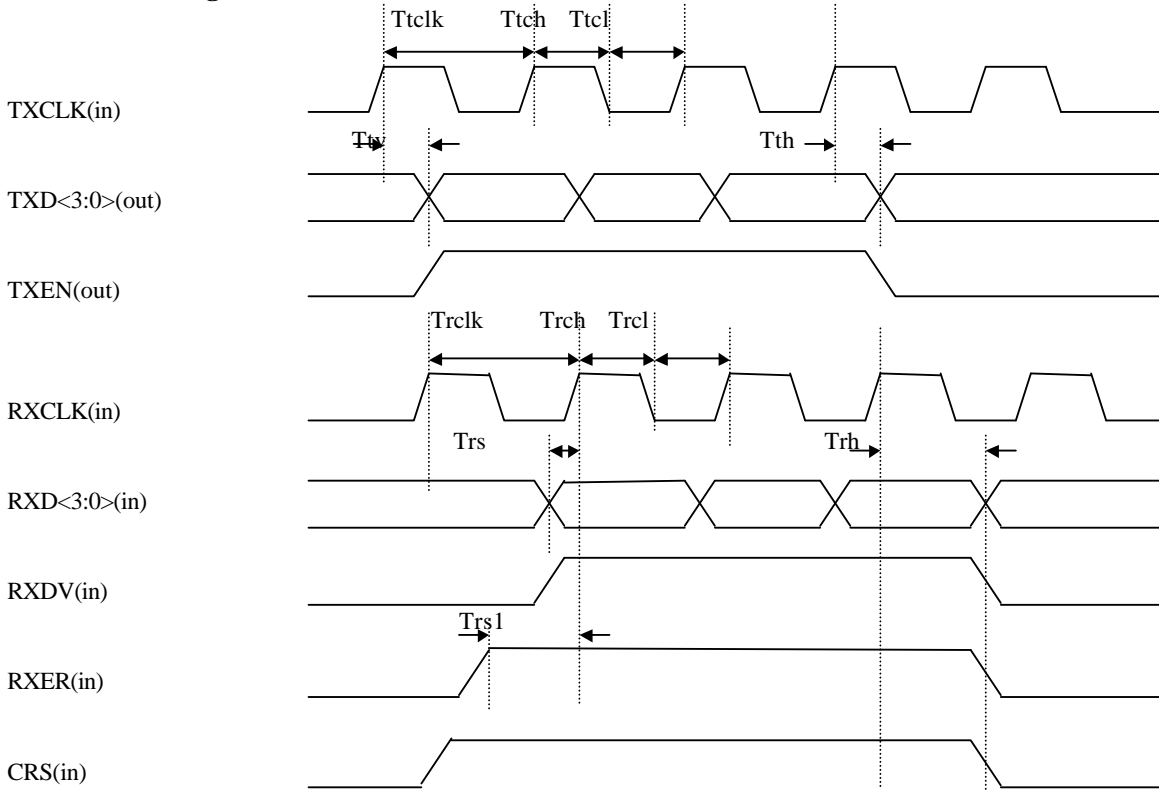 Ttclk Ttch Ttcl
TXCLK(in)
Ttv Tth
TXD<3:0>(out)
TXEN(out)
Trclk Trch Trcl
RXCLK(in)
Trs Trh
RXD<3:0>(in)
RXDV(in)
Trs1
RXER(in)
CRS(in)